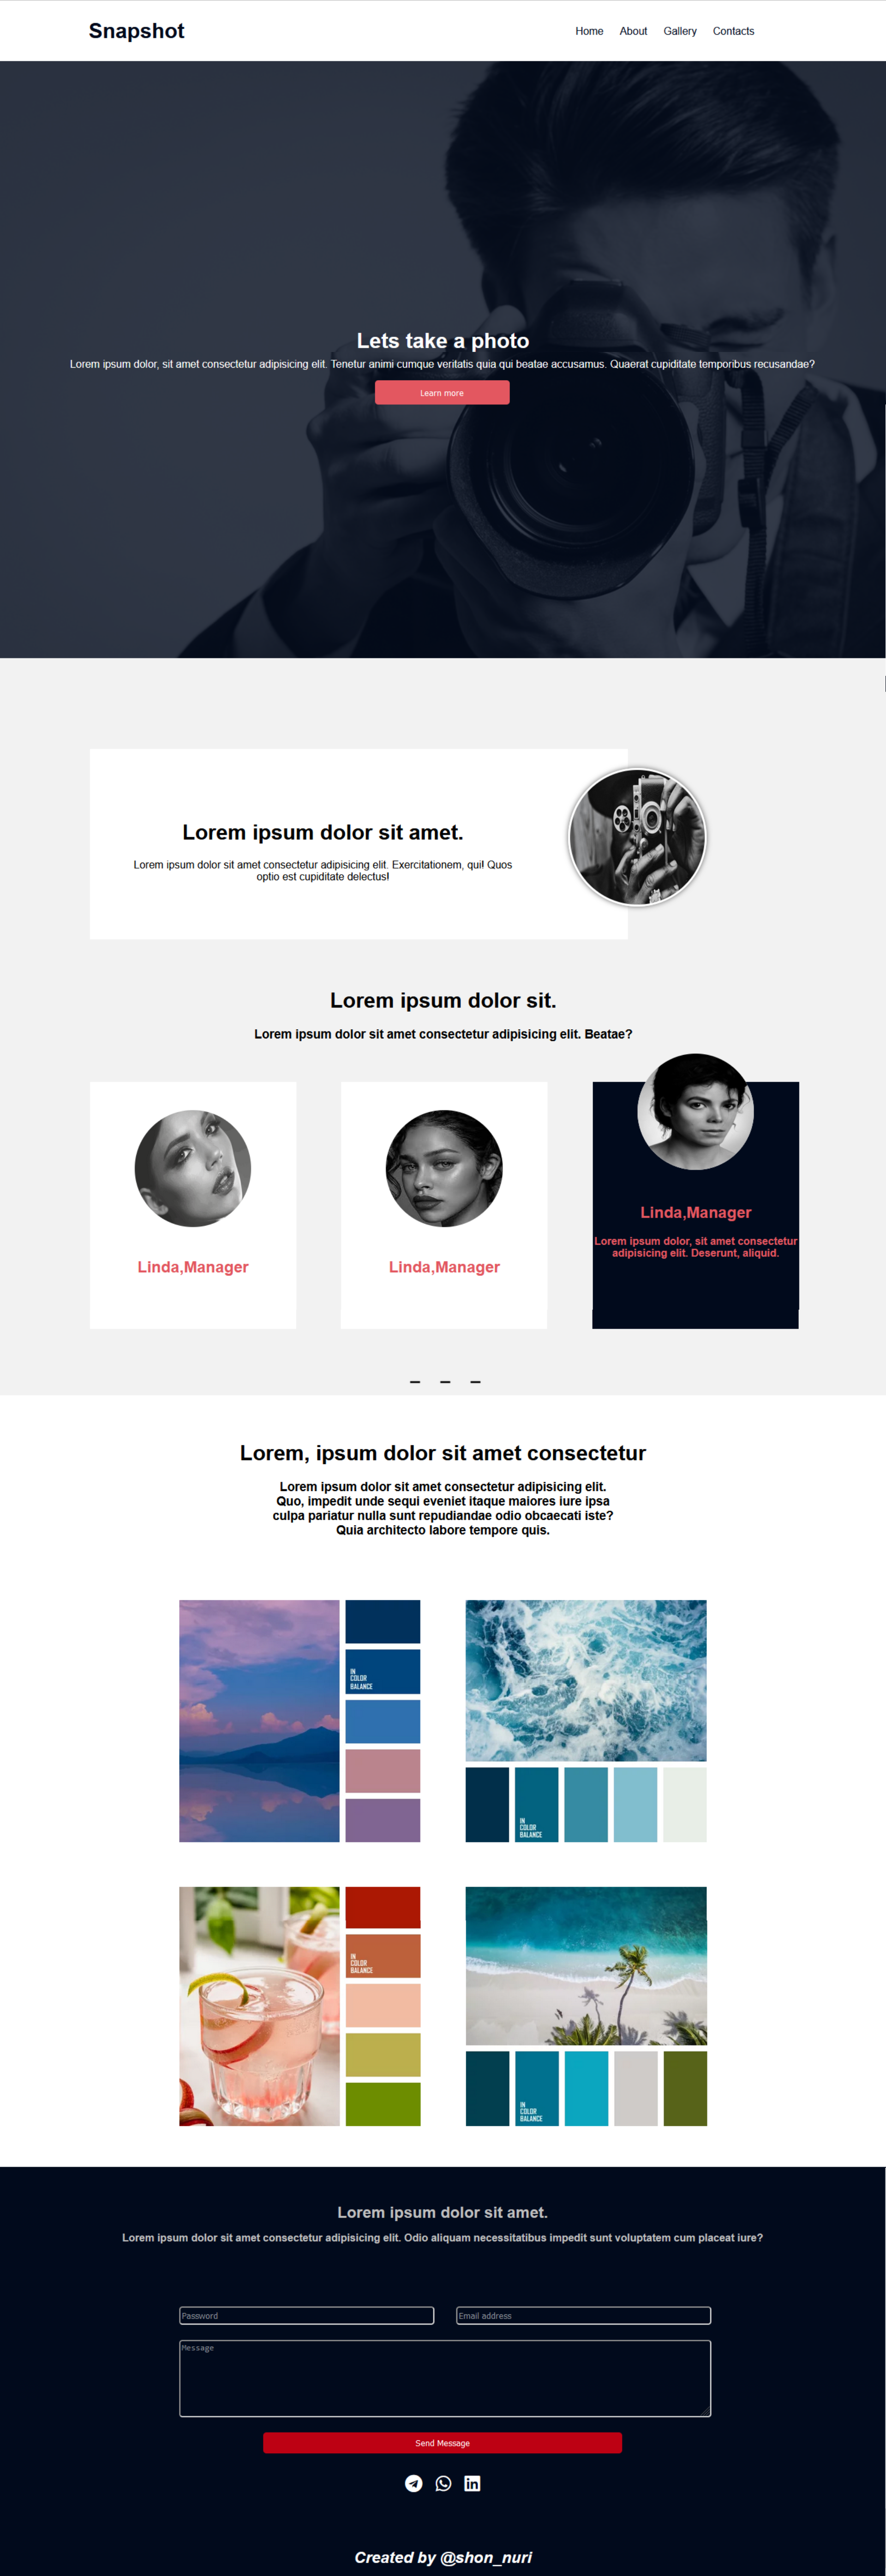 Snapshot
Home About Gallery Contacts
Lets take a photo
Lorem ipsum dolor, sit amet consectetur adipisicing elit. Tenetur animi cumque veritatis quia qui beatae accusamus. Quaerat cupiditate temporibus recusandae?
Learn more
Lorem ipsum dolor sit amet.
Lorem ipsum dolor sit amet consectetur adipisicing elit. Exercitationem, qui! Quos
optio est cupiditate delectus!
Lorem ipsum dolor sit.
Lorem ipsum dolor sit amet consectetur adipisicing elit. Beatae?
Linda,Manager
Linda,Manager
Linda,Manager
Lorem ipsum dolor, sit amet consectetur
adipisicing elit. Deserunt, aliquid.
Lorem, ipsum dolor sit amet consectetur
Lorem ipsum dolor sit amet consectetur adipisicing elit.
Quo, impedit unde sequi eveniet itaque maiores iure ipsa
culpa pariatur nulla sunt repudiandae odio obcaecati iste?
Quia architecto labore tempore quis.
IN
COLOR
BALANCE
IN
COLOR
BALANCE
IN
COLOR
BALANCE
IN
COLOR
BALANCE
Lorem ipsum dolor sit amet.
Lorem ipsum dolor sit amet consectetur adipisicing elit. Odio aliquam necessitatibus impedit sunt voluptatem cum placeat iure?
Password
Email address
Message
Send Message
in
Created by @shon_nuri